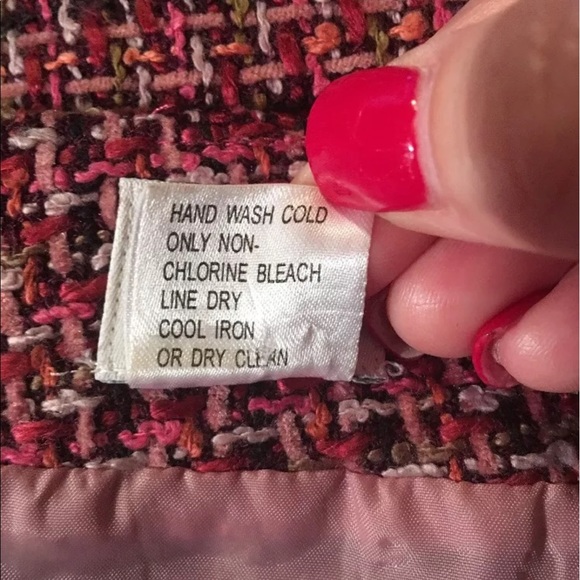 HAND WASH COLD
ONLY NON-
CHLORINE BLEACH
LINE DRY
COOL IRON
OR DRY CLEAN